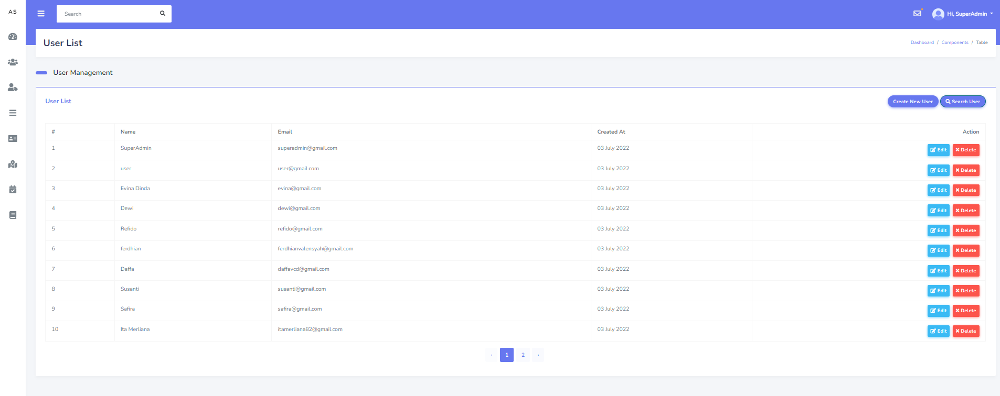 AS
Search
Hi, SuperAdmin
User List
Dashboard / Components / Table
User Management
User List
Create New User
Search User
# Name Email Created At Action
1 SuperAdmin superadmin@gmail.com 03 July 2022 Edit Delete
2 user user@gmail.com 03 July 2022 Edit Delete
3 Evina Dinda evina@gmail.com 03 July 2022 Edit Delete
4 Dewi dewi@gmail.com 03 July 2022 Edit Delete
5 Refido refido@gmail.com 03 July 2022 Edit Delete
6 ferdhian ferdhianvalensyah@gmail.com 03 July 2022 Edit Delete
7 Daffa daffavcd@gmail.com 03 July 2022 Edit Delete
8 Susanti susanti@gmail.com 03 July 2022 Edit Delete
9 Safira safira@gmail.com 03 July 2022 Edit Delete
10 Ita Merliana itamerliana82@gmail.com 03 July 2022 Edit Delete
‹ 1 2 ›